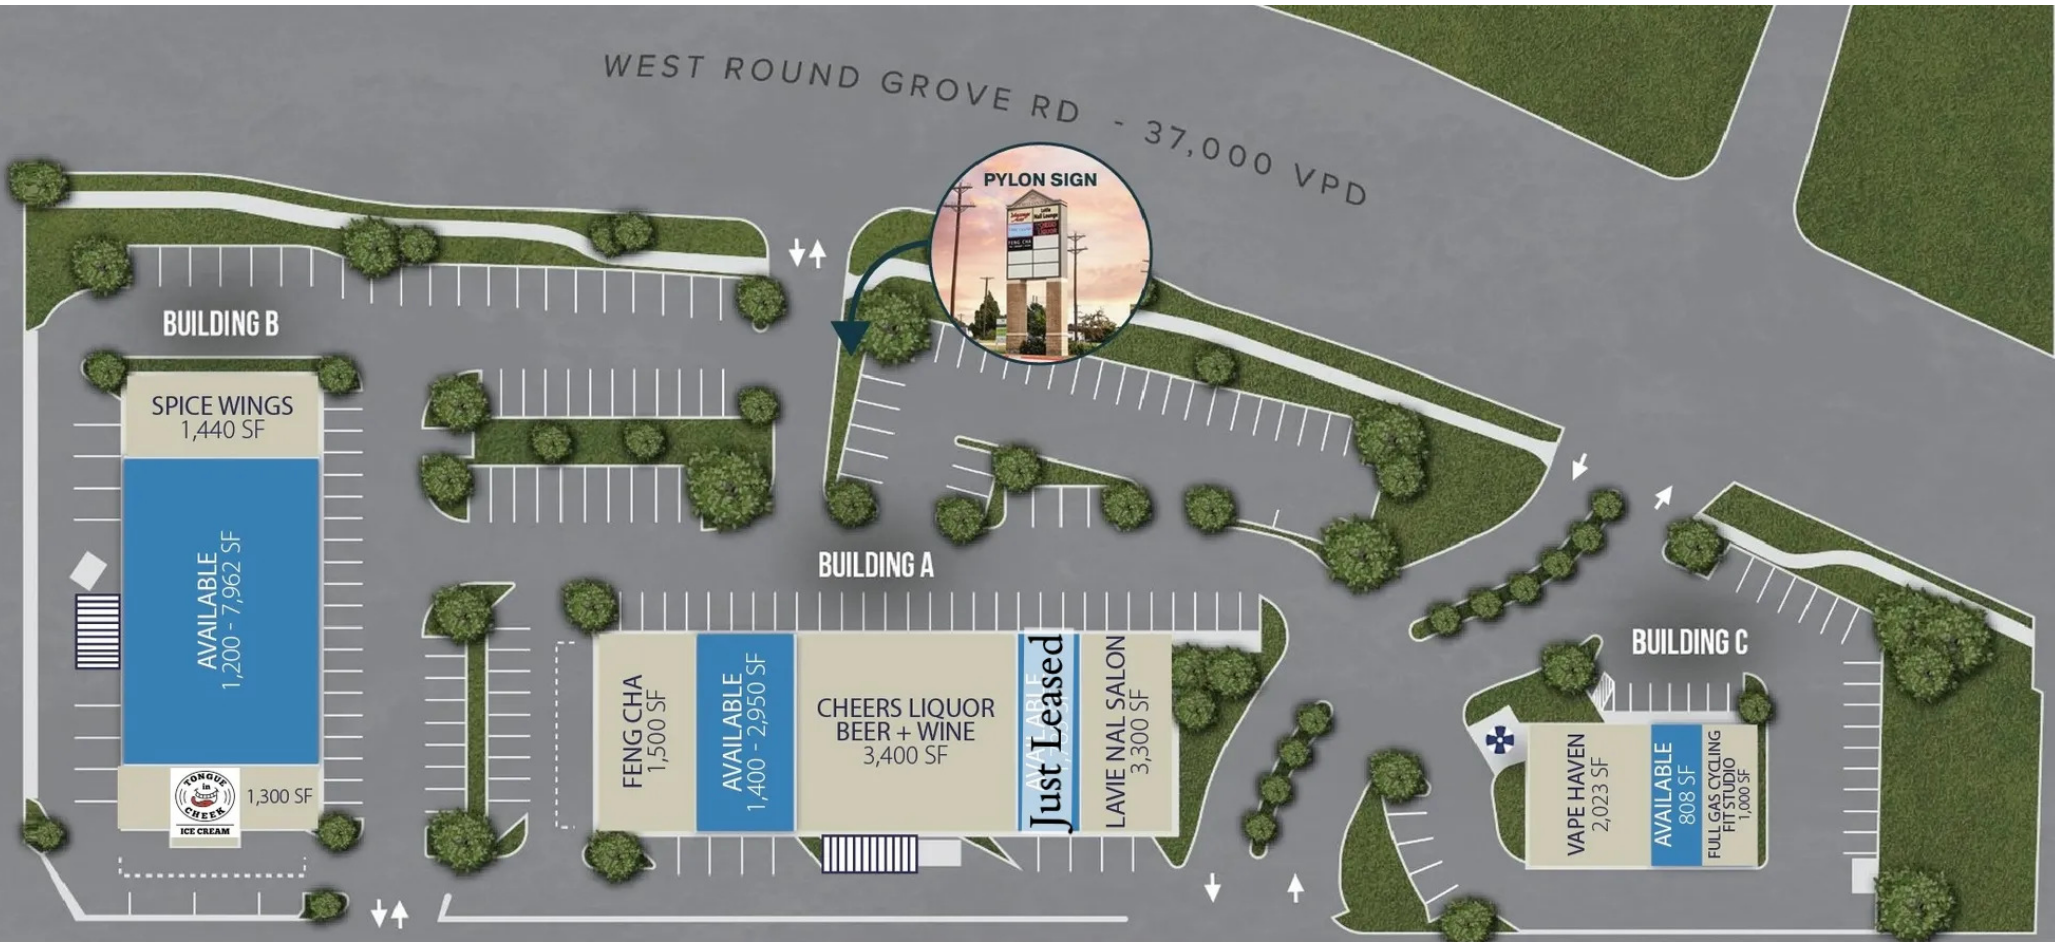 WEST ROUND GROVE RD - 37,000 VPD
PYLON SIGN
FENG CHA
BUILDING B
SPICE WINGS
1,440 SF
AVAILABLE
1,200 - 7,962 SF
TONGUE
in
CHEEK
ICE CREAM
1,300 SF
BUILDING A
FENG CHA
1,500 SF
AVAILABLE
1,400 - 2,950 SF
CHEERS LIQUOR
BEER + WINE
3,400 SF
AVAILABLE
Just Leased
LAVIE NAL SALON
3,300 SF
BUILDING C
VAPE HAVEN
2,023 SF
AVAILABLE
808 SF
FULL GAS CYCLING
FIT STUDIO
1,000 SF